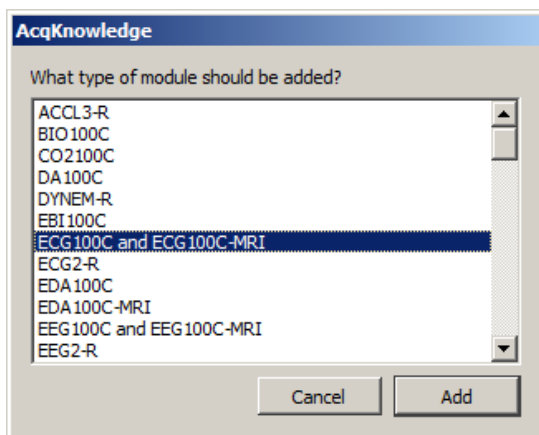 AcqKnowledge
What type of module should be added?
ACCL3-R
BIO100C
CO2100C
DA100C
DYNEM-R
EBI100C
ECG100C and ECG100C-MRI
ECG2-R
EDA100C
EDA100C-MRI
EEG100C and EEG100C-MRI
EEG2-R
Cancel Add